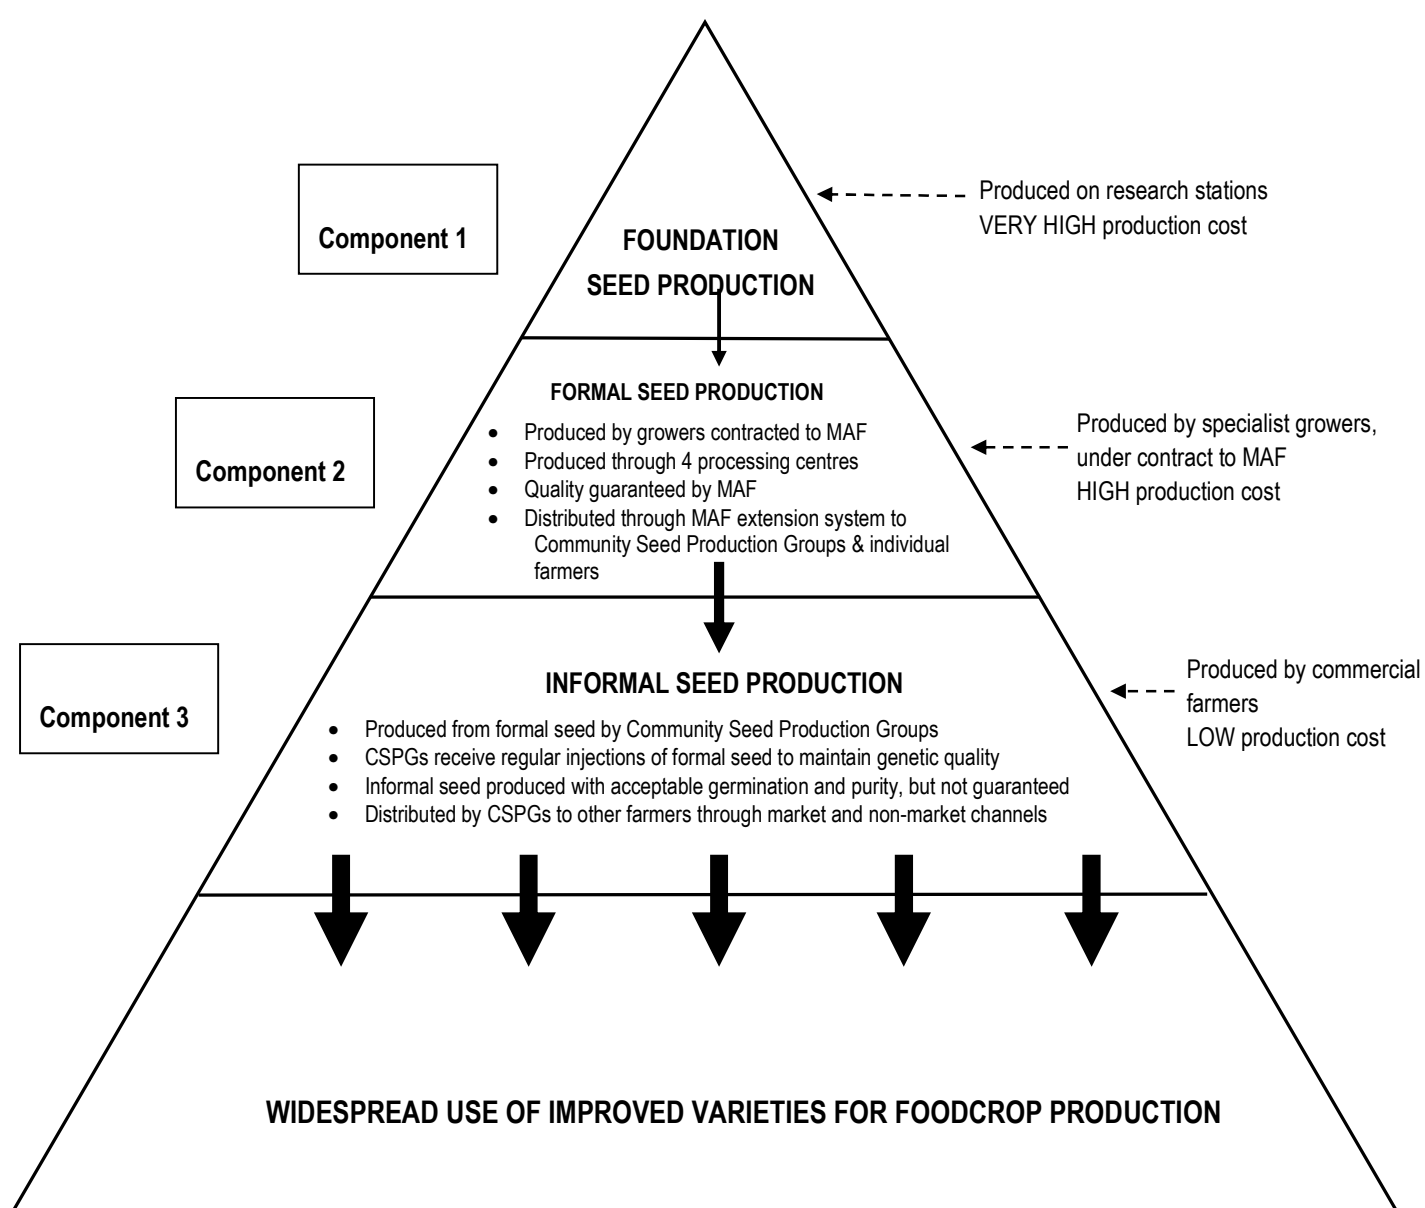 Component 1
FOUNDATION
SEED PRODUCTION
Produced on research stations
VERY HIGH production cost
Component 2
FORMAL SEED PRODUCTION
• Produced by growers contracted to MAF
• Produced through 4 processing centres
• Quality guaranteed by MAF
• Distributed through MAF extension system to
Community Seed Production Groups & individual
farmers
Produced by specialist growers,
under contract to MAF
HIGH production cost
Component 3
INFORMAL SEED PRODUCTION
• Produced from formal seed by Community Seed Production Groups
• CSPGs receive regular injections of formal seed to maintain genetic quality
• Informal seed produced with acceptable germination and purity, but not guaranteed
• Distributed by CSPGs to other farmers through market and non-market channels
Produced by commercial
farmers
LOW production cost
WIDESPREAD USE OF IMPROVED VARIETIES FOR FOODCROP PRODUCTION